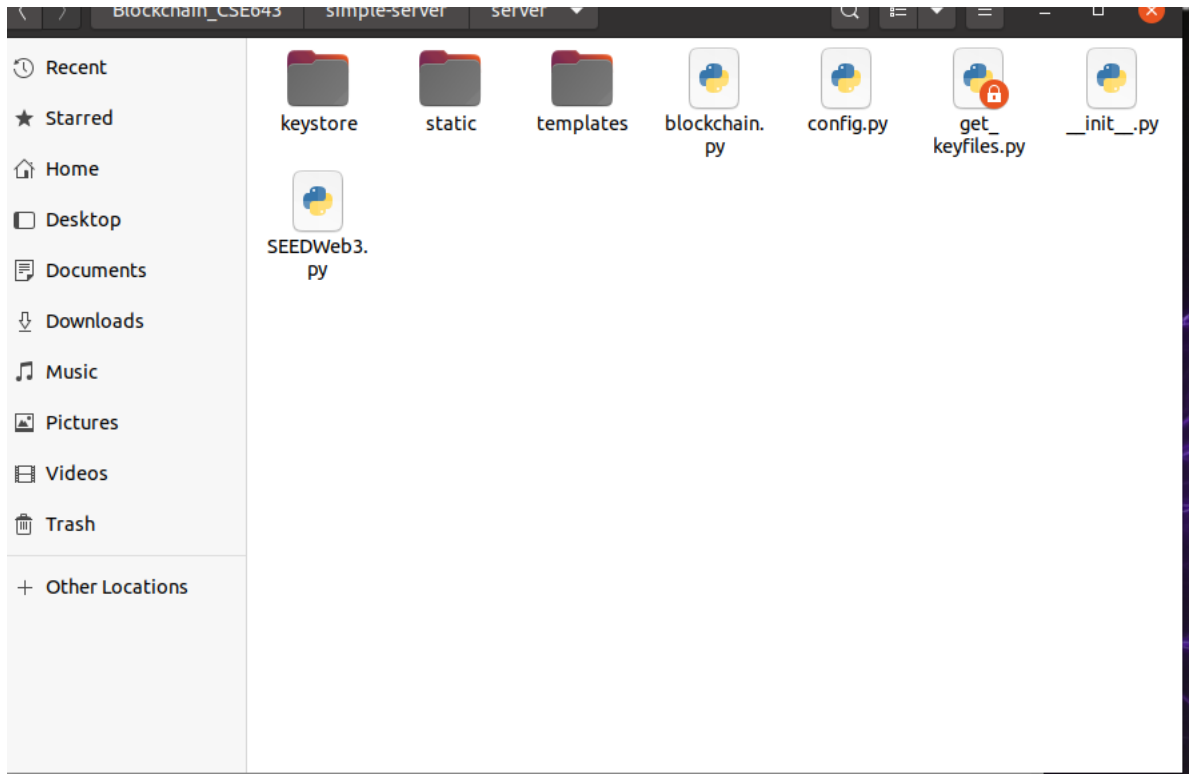 Blockchain_CSE643 simple-server server
Recent
Starred
Home
Desktop
Documents
Downloads
Music
Pictures
Videos
Trash
Other Locations
keystore static templates blockchain. config.py get_ __init__.py
py keyfiles.py
SEEDWeb3.
py